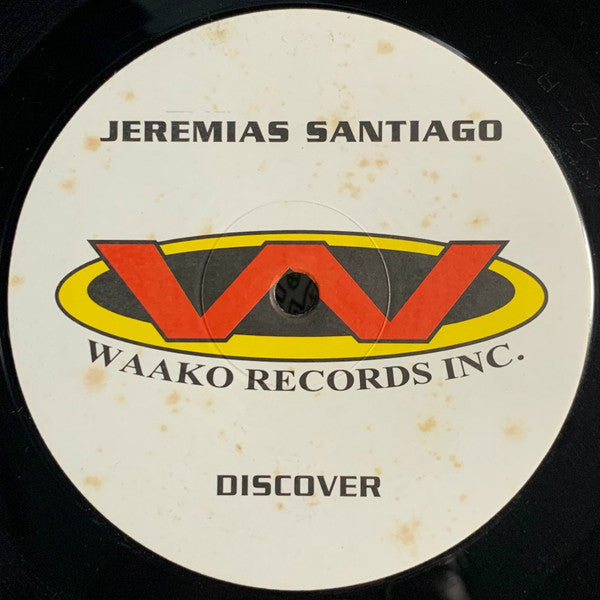 JEREMIAS SANTIAGO
WAAKO RECORDS INC.
DISCOVER